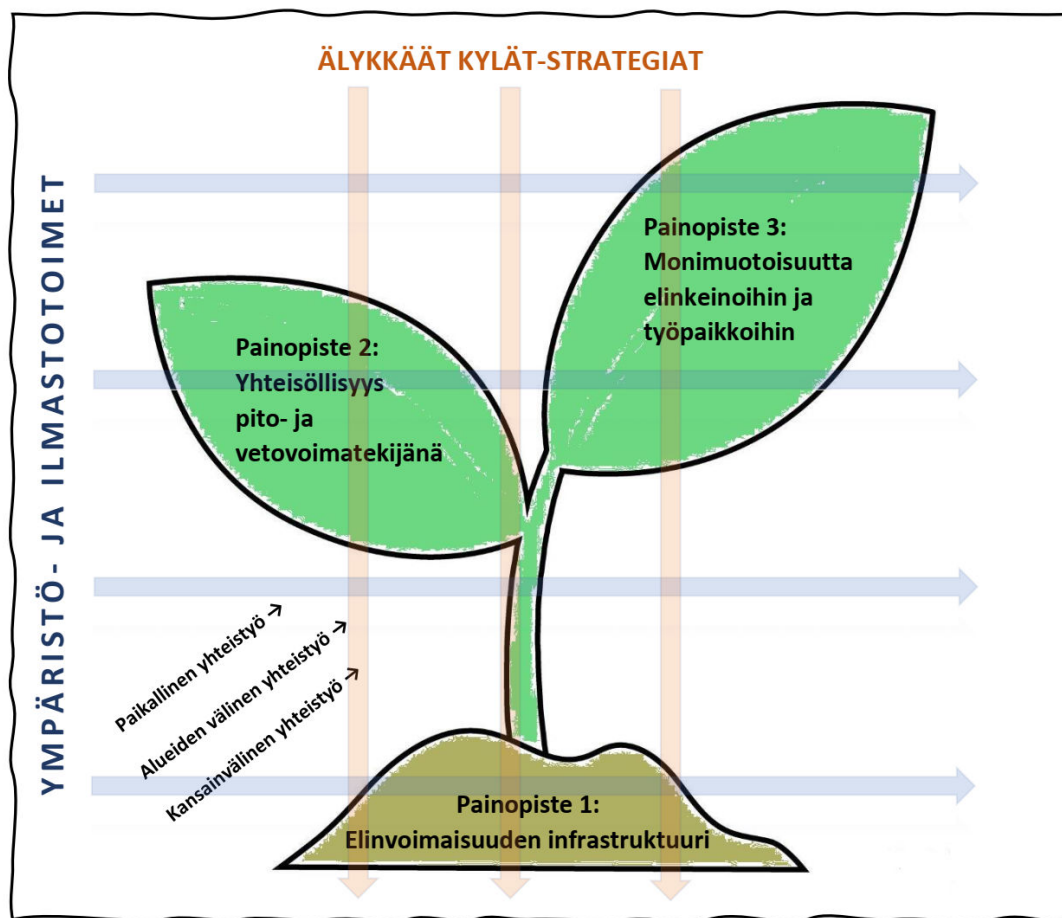 ÄLYKKÄÄT KYLÄT-STRATEGIAT
YMPÄRISTÖ- JA ILMASTOTOIMET
Painopiste 3:
Monimuotoisuutta
elinkeinoihin ja
työpaikkoihin
Painopiste 2:
Yhteisöllisyys
pito- ja
vetovoimatekijänä
Paikallinen yhteistyö →
Alueiden välinen yhteistyö →
Kansainvälinen yhteistyö →
Painopiste 1:
Elinvoimaisuuden infrastruktuuri